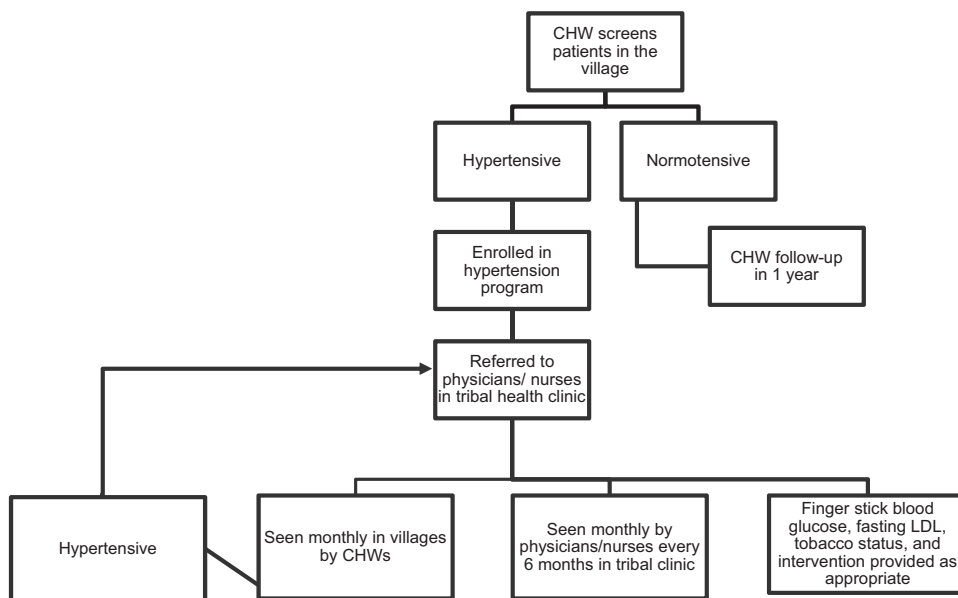 CHW screens
patients in the
village
Hypertensive
Normotensive
Enrolled in
hypertension
program
CHW follow-up
in 1 year
Referred to
physicians/ nurses
in tribal health clinic
Hypertensive
Seen monthly in villages
by CHWs
Seen monthly by
physicians/nurses every
6 months in tribal clinic
Finger stick blood
glucose, fasting LDL,
tobacco status, and
intervention provided as
appropriate